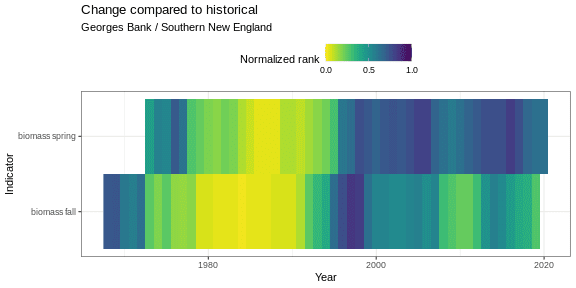 Change compared to historical
Georges Bank / Southern New England
Normalized rank
0.0 0.5 1.0
Indicator
biomass spring
biomass fall
1980 2000 2020
Year